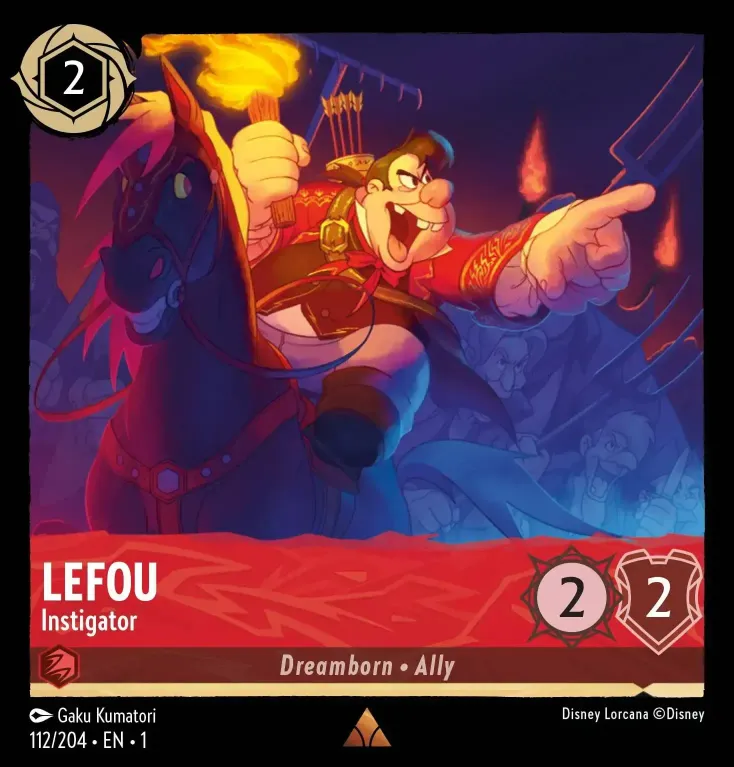 2
LEFOU
Instigator
2 2
Dreamborn • Ally
Gaku Kumatori
Disney Lorcana ©Disney
112/204 • EN • 1